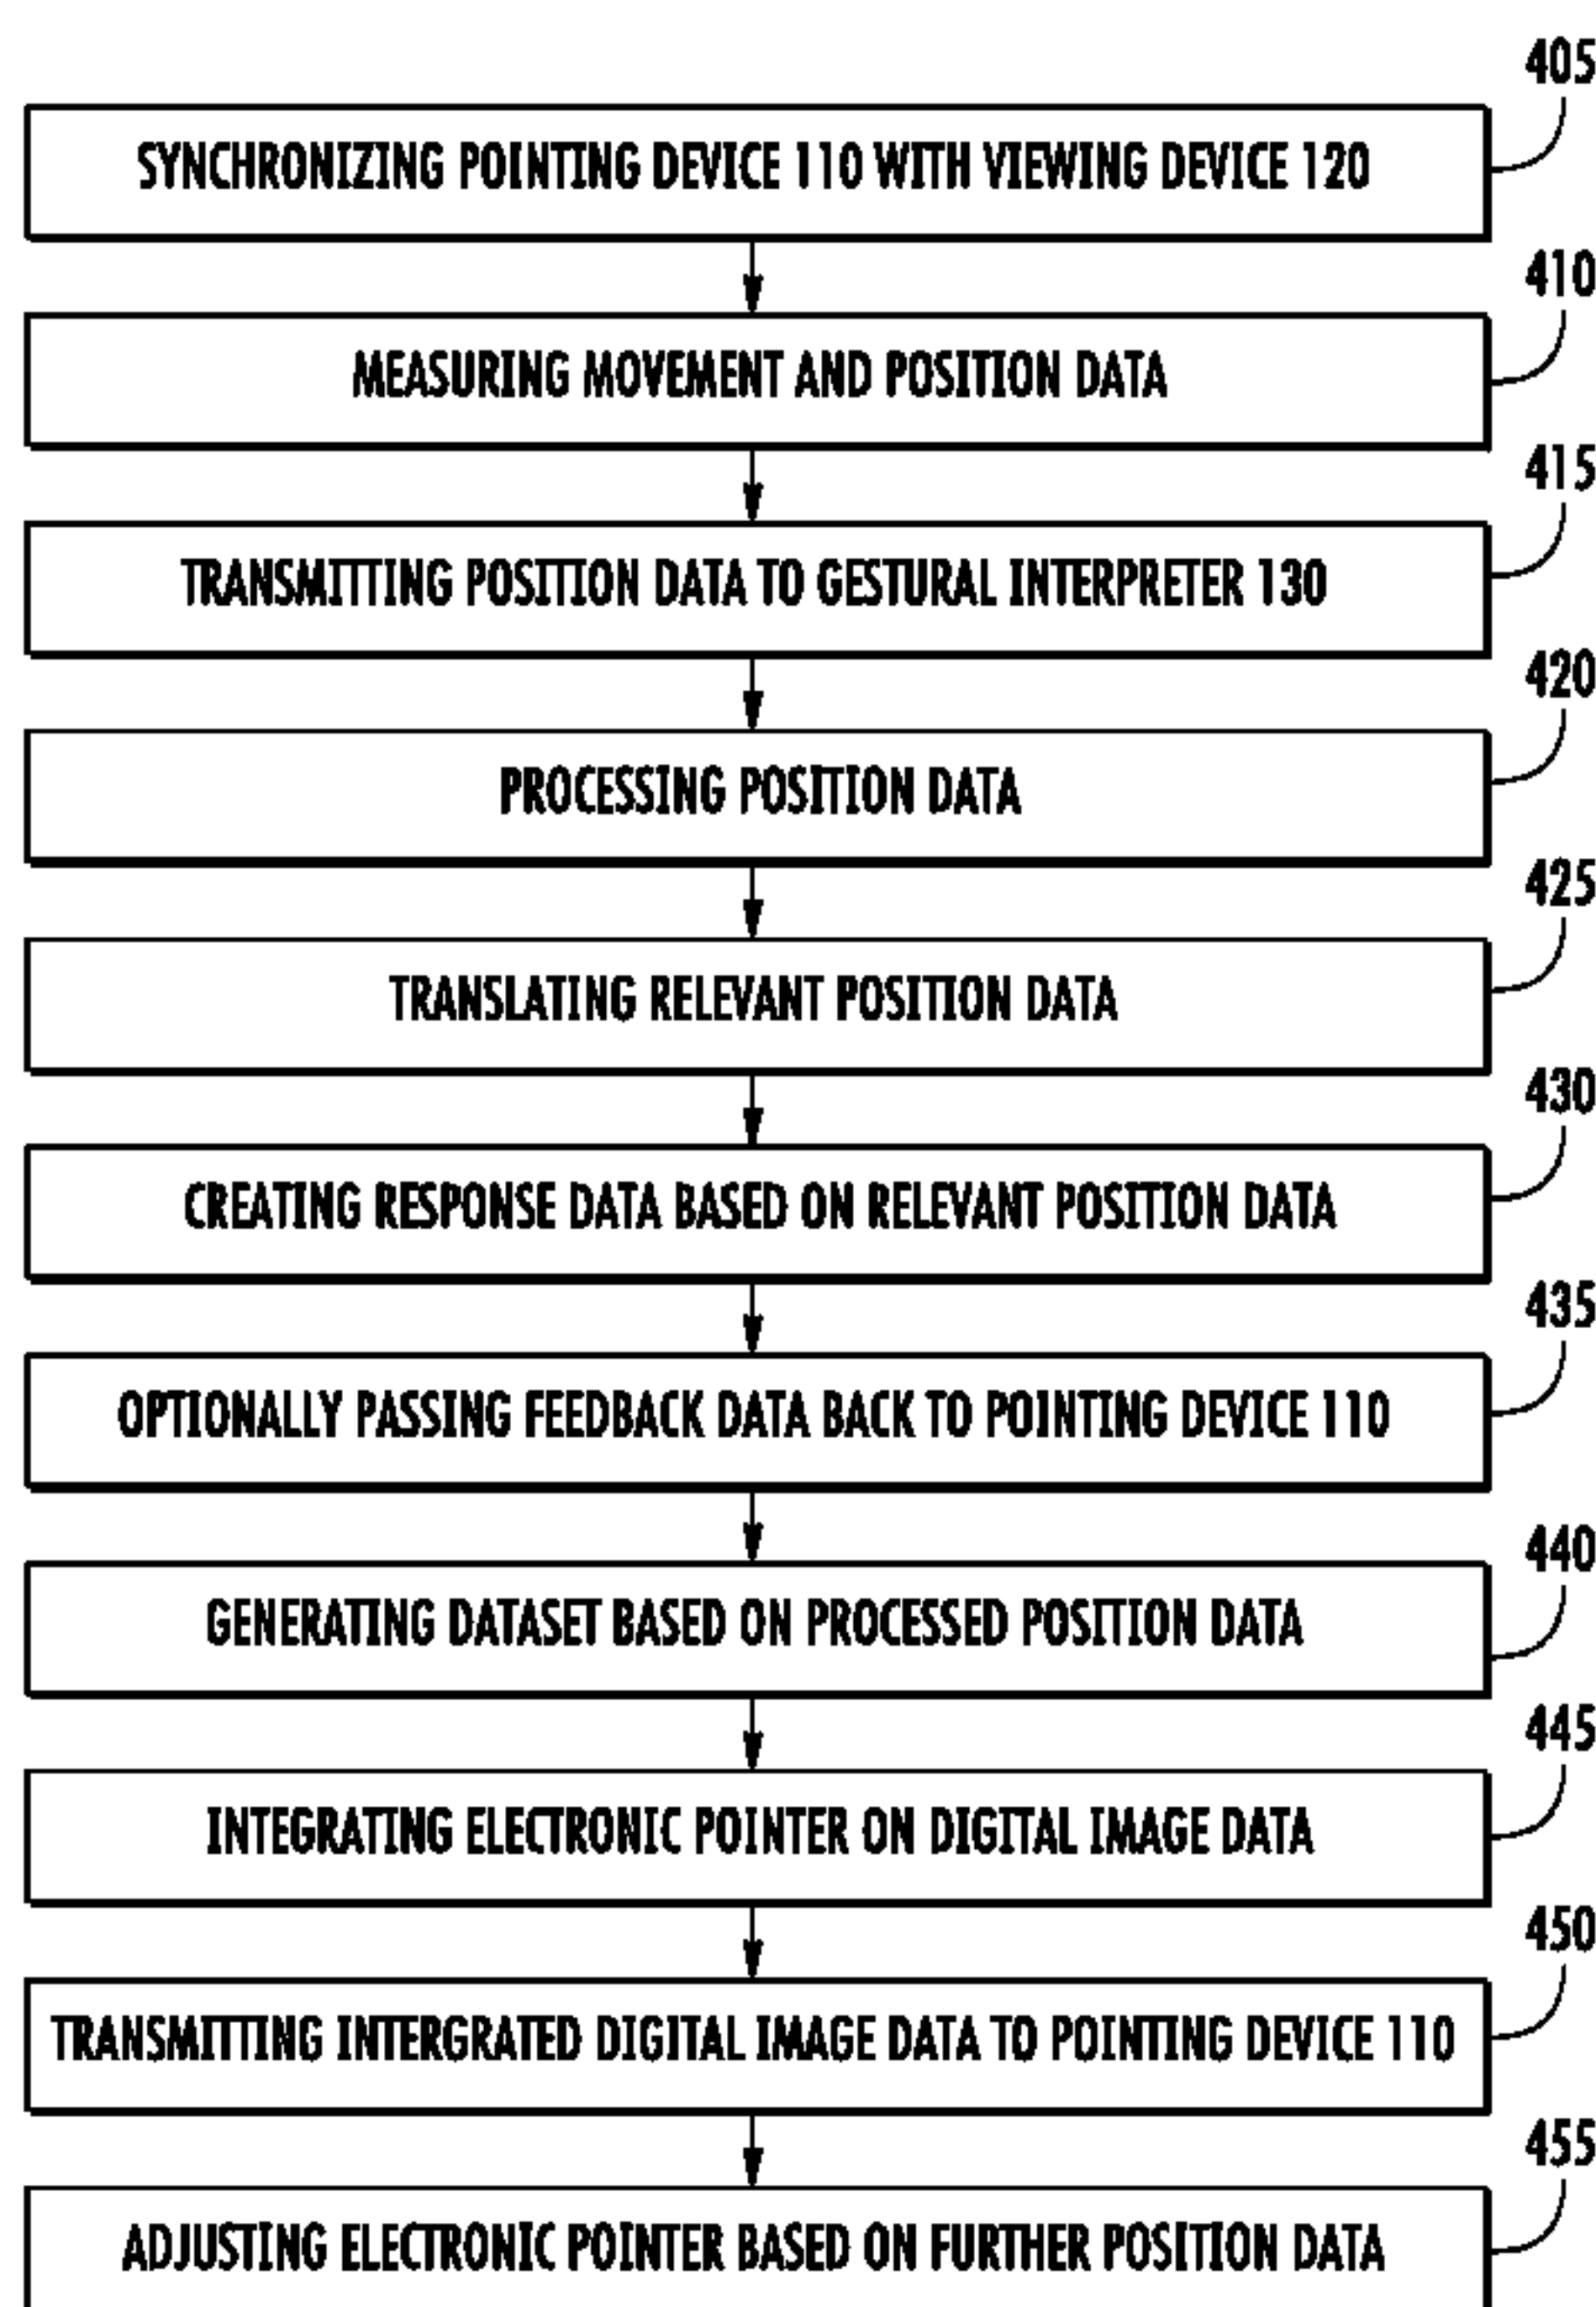 405
SYNCHRONIZING POINTING DEVICE 110 WITH VIEWING DEVICE 120
410
MEASURING MOVEMENT AND POSITION DATA
415
TRANSMITTING POSITION DATA TO GESTURAL INTERPRETER 130
420
PROCESSING POSITION DATA
425
TRANSLATING RELEVANT POSITION DATA
430
CREATING RESPONSE DATA BASED ON RELEVANT POSITION DATA
435
OPTIONALLY PASSING FEEDBACK DATA BACK TO POINTING DEVICE 110
440
GENERATING DATASET BASED ON PROCESSED POSITION DATA
445
INTEGRATING ELECTRONIC POINTER ON DIGITAL IMAGE DATA
450
TRANSMITTING INTERGRATED DIGITAL IMAGE DATA TO POINTING DEVICE 110
455
ADJUSTING ELECTRONIC POINTER BASED ON FURTHER POSITION DATA